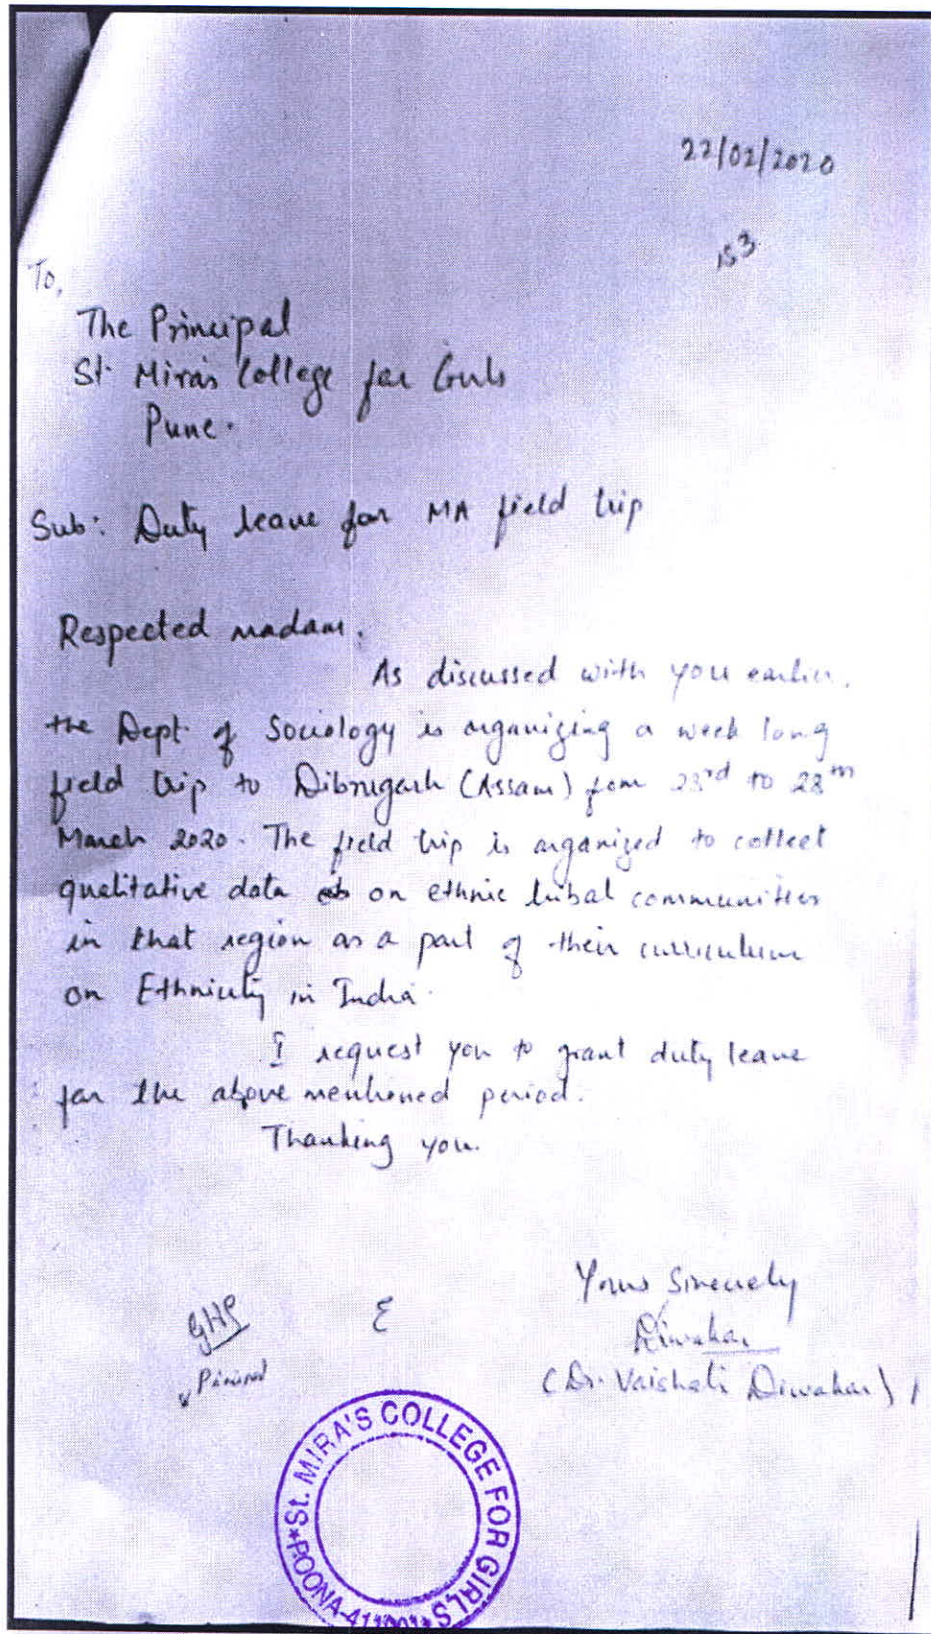 22/02/2020
153
To,
The Principal
St. Mira's College for Girls
Pune.
Sub: Duty leave for MA field trip
Respected madam,
As discussed with you earlier,
the Dept of Sociology is organizing a week long
field trip to Dibrugarh (Assam) from 23rd to 28th
March 2020. The field trip is organized to collect
qualitative data on ethnic tribal communities
in that region as a part of their curriculum
on Ethnicity in India.
I request you to grant duty leave
for the above mentioned period.
Thanking you.
Yours Sincerely
Diwakar
(Dr. Vaishali Diwakar)
*St. MIRA'S COLLEGE FOR GIRLS*
POONA-411001